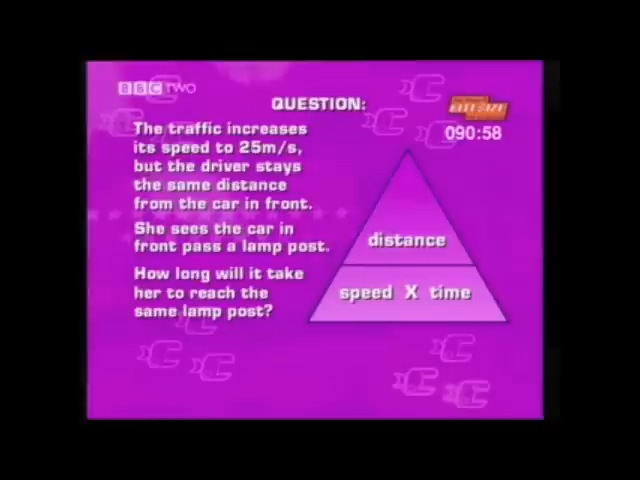 BBC TWO
QUESTION:
BITESIZE
090:58
The traffic increases
its speed to 25m/s,
but the driver stays
the same distance
from the car in front.
She sees the car in
front pass a lamp post.
How long will it take
her to reach the
same lamp post?
distance
speed X time